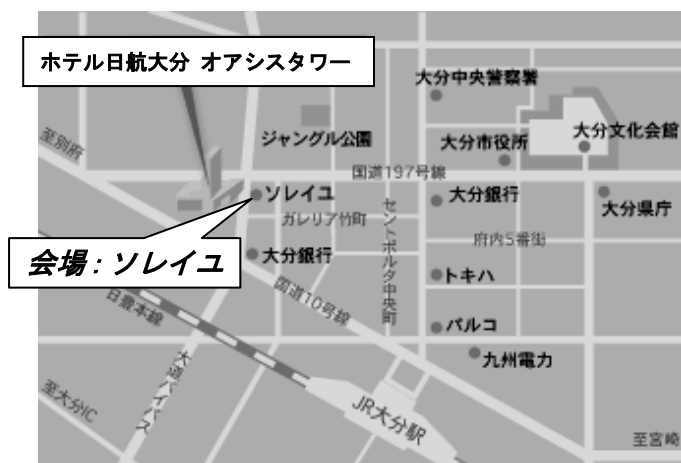 ホテル日航大分 オアシスタワー
大分中央警察署
至別府
ジャングル公園
大分市役所
大分文化会館
国道197号線
ソレイユ
大分銀行
大分県庁
ガレリア竹町
セントポルタ中央町
府内5番街
会場：ソレイユ
大分銀行
トキハ
国道10号線
日豊本線
パルコ
大道バイパス
九州電力
至大分IC
JR大分駅
至宮崎